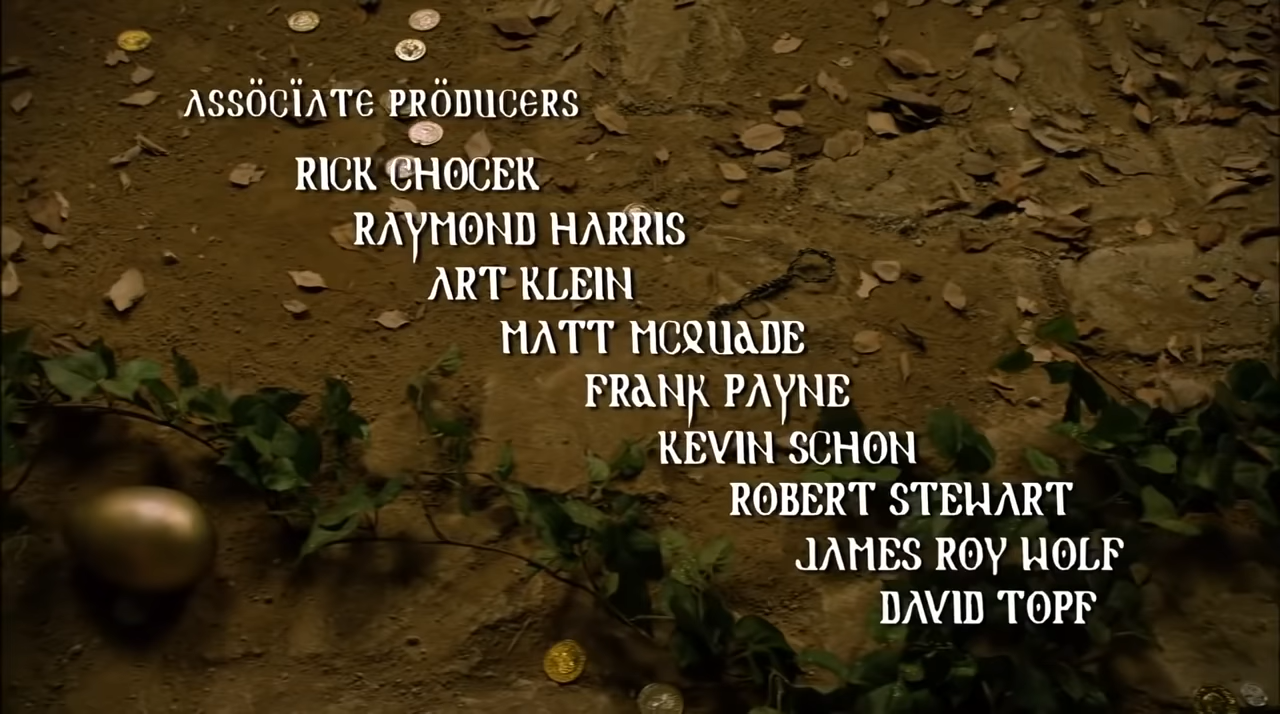 ASSÖCÏATE PRÖDUCERS
RICK CHOCEK
RAYMOND HARRIS
ART KLEIN
MATT MCQUADE
FRANK PAYNE
KEVIN SCHON
ROBERT STEWART
JAMES ROY WOLF
DAVID TOPF